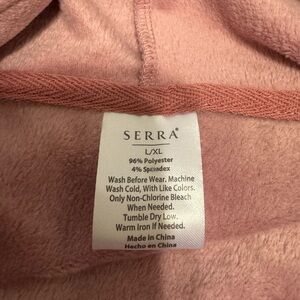 SERRA®
L/XL
96% Polyester
4% Spandex
Wash Before Wear. Machine
Wash Cold, With Like Colors.
Only Non-Chlorine Bleach
When Needed.
Tumble Dry Low.
Warm Iron If Needed.
Made in China
Hecho en China